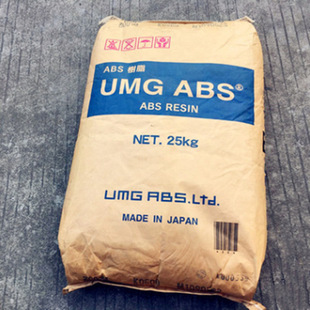 ABS 樹脂
UMG ABS®
ABS RESIN
NET. 25kg
UMG ABS.Ltd.
MADE IN JAPAN